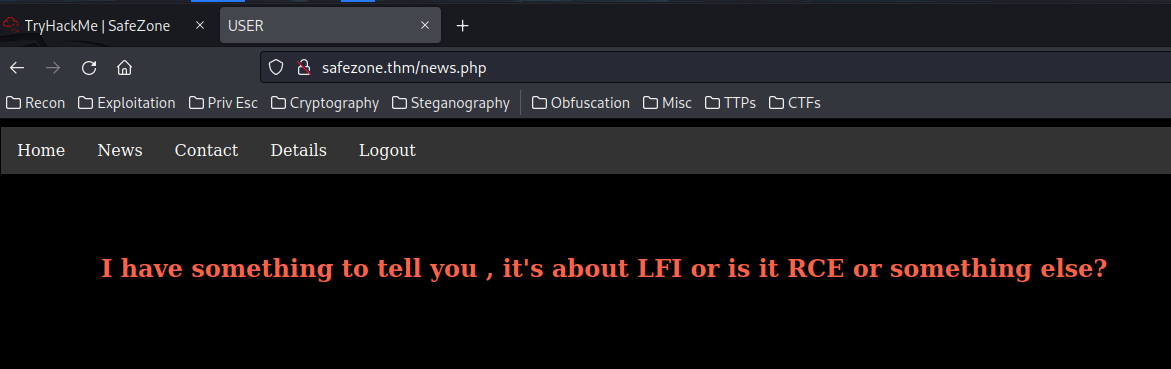 TryHackMe | SafeZone
USER
safezone.thm/news.php
Recon Exploitation Priv Esc Cryptography Steganography Obfuscation Misc TTPs CTFs
Home News Contact Details Logout
I have something to tell you , it's about LFI or is it RCE or something else?